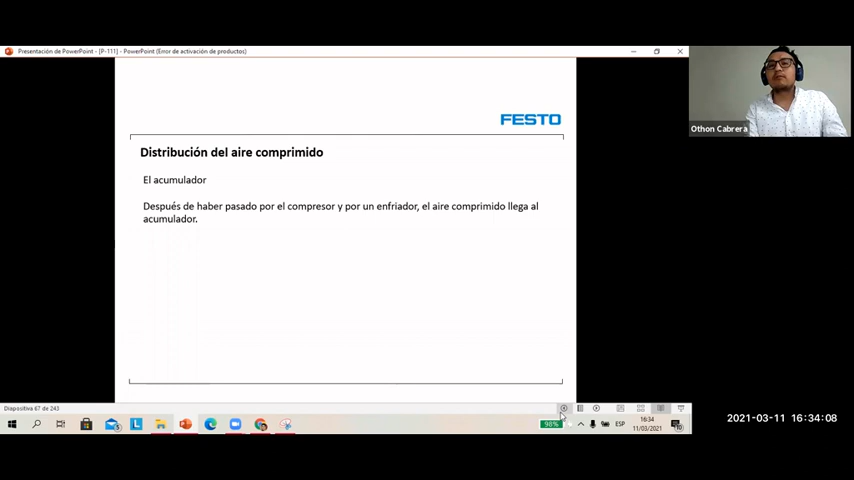 Presentación de PowerPoint - [P-111] - PowerPoint (Error de activación de productos)
FESTO
Othon Cabrera
Distribución del aire comprimido
El acumulador
Después de haber pasado por el compresor y por un enfriador, el aire comprimido llega al
acumulador.
Diapositiva 67 de 243
98%
ESP
16:34
11/03/2021
2021-03-11 16:34:08